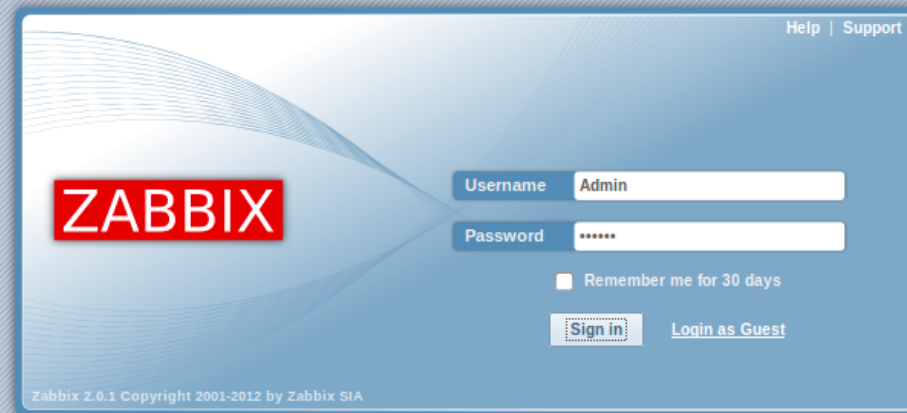 Help | Support
ZABBIX
Username Admin
Password ••••••
Remember me for 30 days
Sign in Login as Guest
Zabbix 2.0.1 Copyright 2001-2012 by Zabbix SIA